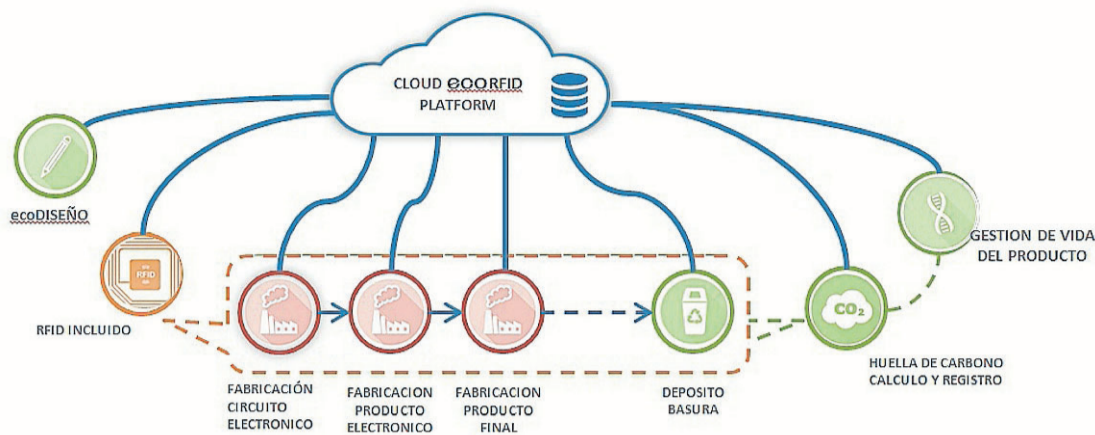 CLOUD ecoRFID
PLATFORM
ecoDISEÑO
RFID
RFID INCLUIDO
GESTION DE VIDA
DEL PRODUCTO
CO₂
HUELLA DE CARBONO
CALCULO Y REGISTRO
FABRICACIÓN
CIRCUITO
ELECTRONICO
FABRICACION
PRODUCTO
ELECTRONICO
FABRICACION
PRODUCTO
FINAL
DEPOSITO
BASURA